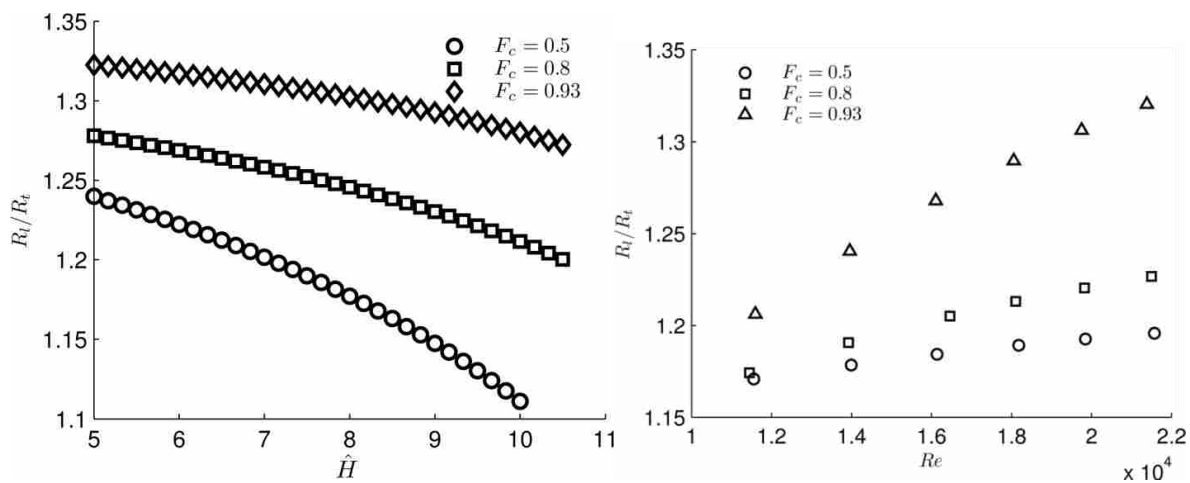 1.35
1.3
1.25
1.2
1.15
1.1
R_l/R_t
F_c = 0.5
F_c = 0.8
F_c = 0.93
5 6 7 8 9 10 11
Ĥ
1.35
1.3
1.25
1.2
1.15
R_l/R_t
F_c = 0.5
F_c = 0.8
F_c = 0.93
10 1.2 1.4 1.6 1.8 2 2.2
Re
x 10^4